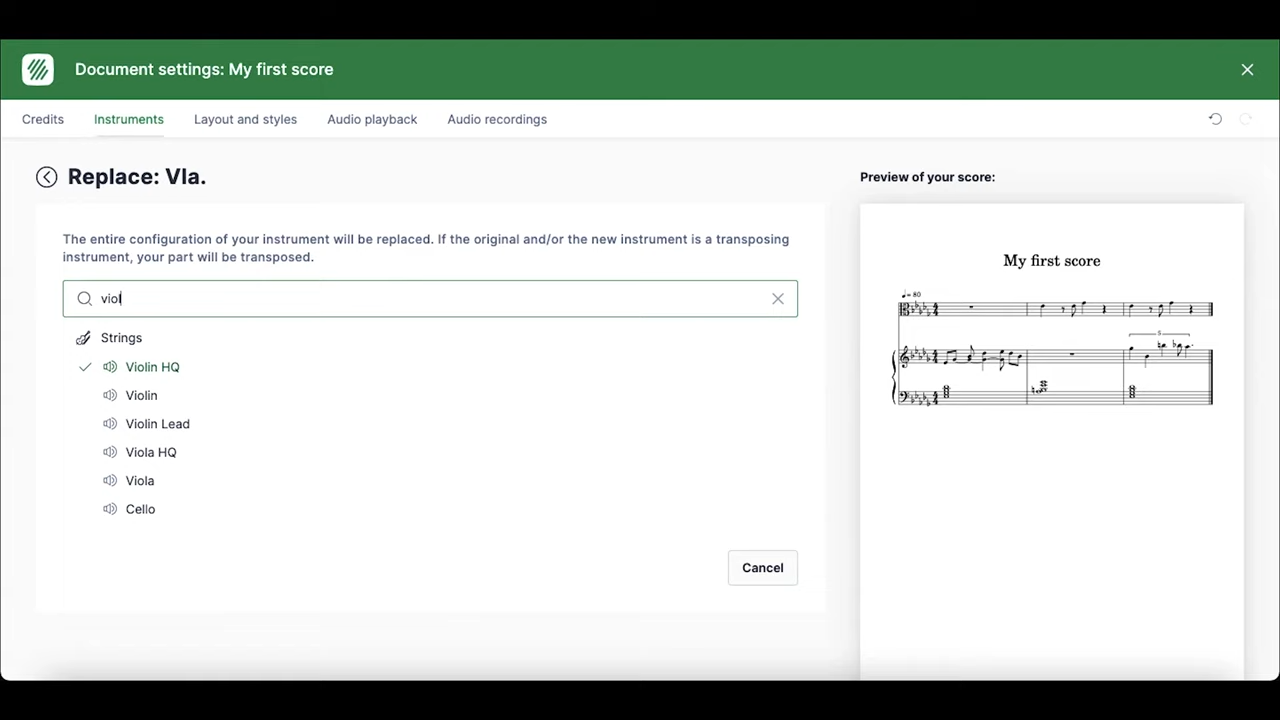 Document settings: My first score
Credits
Instruments
Layout and styles
Audio playback
Audio recordings
Replace: Vla.
Preview of your score:
The entire configuration of your instrument will be replaced. If the original and/or the new instrument is a transposing
instrument, your part will be transposed.
viol
Strings
Violin HQ
Violin
Violin Lead
Viola HQ
Viola
Cello
Cancel
My first score
♩ = 80
5